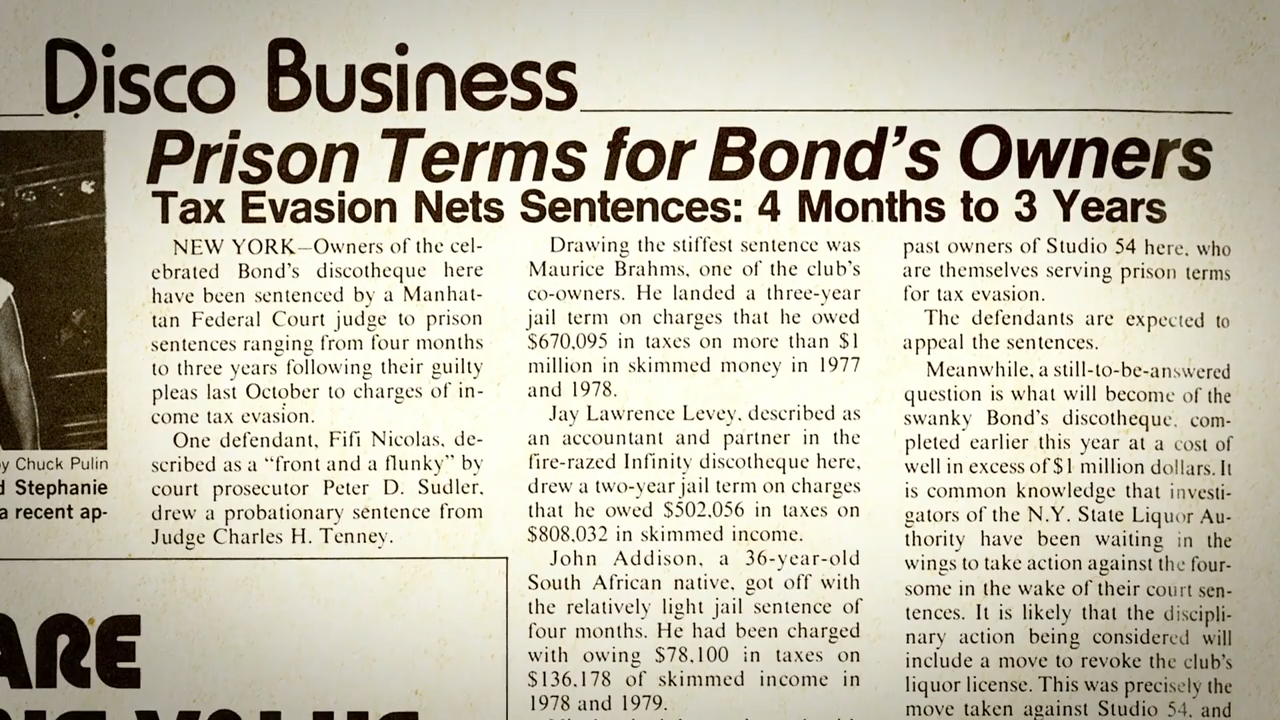 Disco Business
Prison Terms for Bond's Owners
Tax Evasion Nets Sentences: 4 Months to 3 Years
NEW YORK—Owners of the cel-
ebrated Bond's discotheque here
have been sentenced by a Manhat-
tan Federal Court judge to prison
sentences ranging from four months
to three years following their guilty
pleas last October to charges of in-
come tax evasion.
One defendant, Fifi Nicolas, de-
scribed as a "front and a flunky" by
court prosecutor Peter D. Sudler,
drew a probationary sentence from
Judge Charles H. Tenney.
Drawing the stiffest sentence was
Maurice Brahms, one of the club's
co-owners. He landed a three-year
jail term on charges that he owed
$670,095 in taxes on more than $1
million in skimmed money in 1977
and 1978.
Jay Lawrence Levey, described as
an accountant and partner in the
fire-razed Infinity discotheque here,
drew a two-year jail term on charges
that he owed $502,056 in taxes on
$808,032 in skimmed income.
John Addison, a 36-year-old
South African native, got off with
the relatively light jail sentence of
four months. He had been charged
with owing $78,100 in taxes on
$136,178 of skimmed income in
1978 and 1979.
past owners of Studio 54 here, who
are themselves serving prison terms
for tax evasion.
The defendants are expected to
appeal the sentences.
Meanwhile, a still-to-be-answered
question is what will become of the
swanky Bond's discotheque, com-
pleted earlier this year at a cost of
well in excess of $1 million dollars. It
is common knowledge that investi-
gators of the N.Y. State Liquor Au-
thority have been waiting in the
wings to take action against the four-
some in the wake of their court sen-
tences. It is likely that the discipli-
nary action being considered will
include a move to revoke the club's
liquor license. This was precisely the
move taken against Studio 54, and
y Chuck Pulin
d Stephanie
a recent ap-
ARE